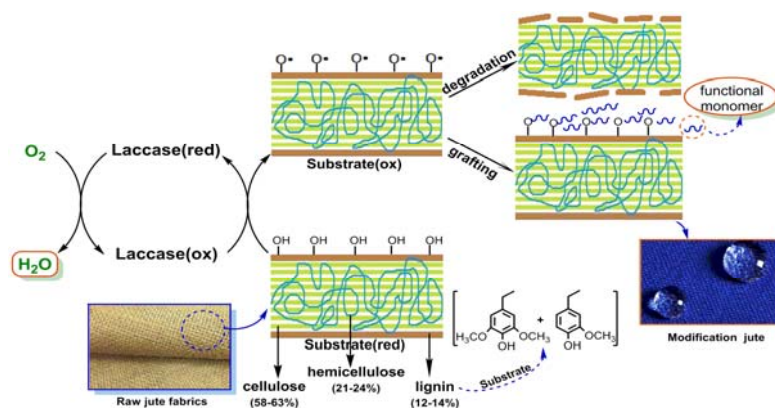 O• O• O• O• O•
degradation
functional
monomer
O O O O O
grafting
O₂
Laccase(red)
Substrate(ox)
Laccase(ox)
H₂O
OH OH OH OH OH
Substrate(red)
H₃CO OCH₃
OH
+
OCH₃
OH
Modification jute
Raw jute fabrics
cellulose
(58-63%)
hemicellulose
(21-24%)
lignin
(12-14%)
Substrate